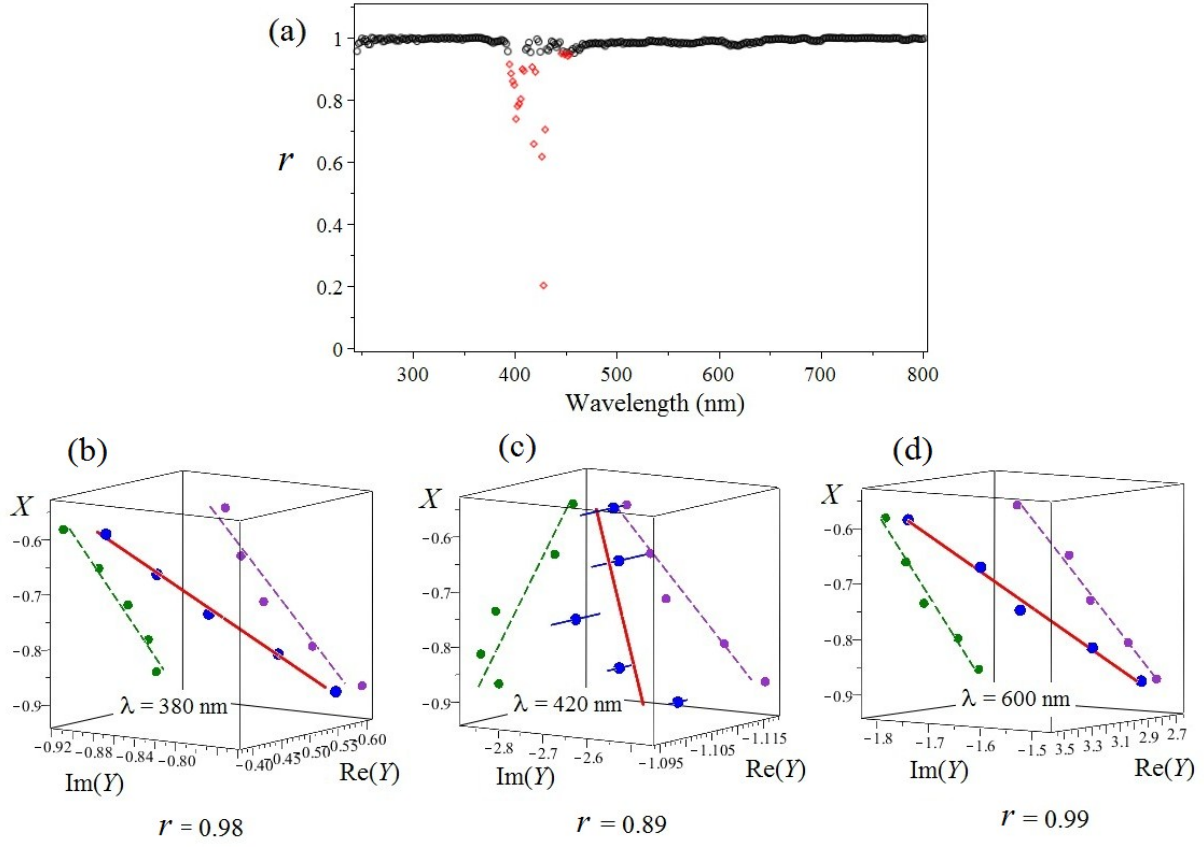 (a)
1
0.8
0.6
0.4
0.2
0
r
300 400 500 600 700 800
Wavelength (nm)
(b) (c) (d)
X
−0.6
−0.7
−0.8
−0.9
λ = 380 nm
−0.92 −0.88 −0.84 −0.80
−0.40 −0.45 0.50 0.53 0.60
Im(Y)
Re(Y)
r = 0.98
X
−0.6
−0.7
−0.8
−0.9
λ = 420 nm
−2.8 −2.7 −2.6
−1.095 −1.105 −1.115
Im(Y)
Re(Y)
r = 0.89
X
−0.6
−0.7
−0.8
−0.9
λ = 600 nm
−1.8 −1.7 −1.6 −1.5
3.5 3.3 3.1 2.9 2.7
Im(Y)
Re(Y)
r = 0.99